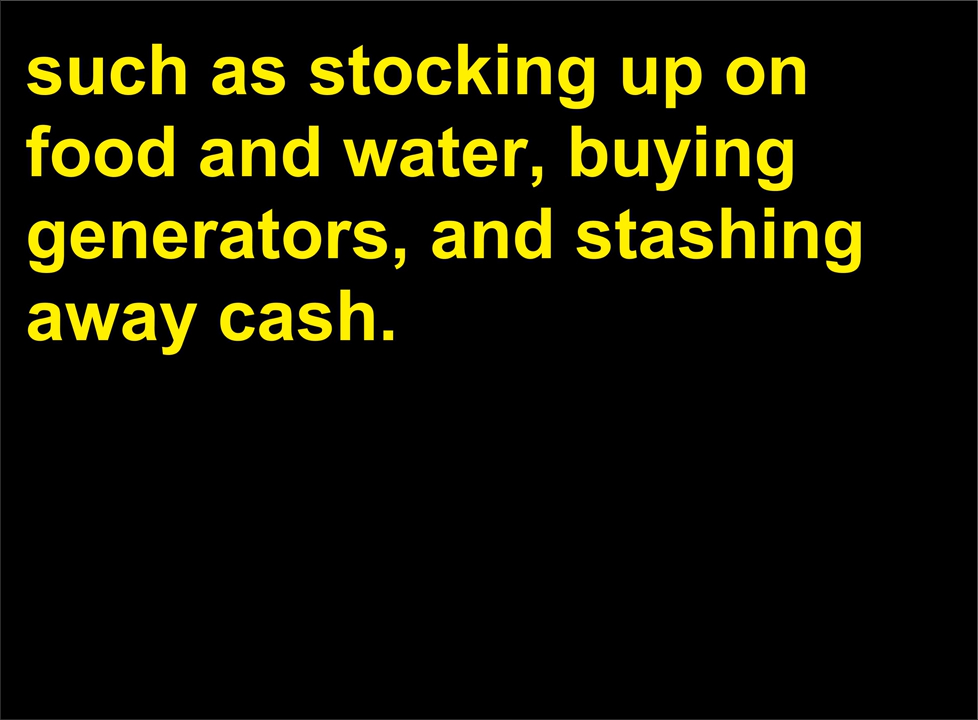 such as stocking up on
food and water, buying
generators, and stashing
away cash.